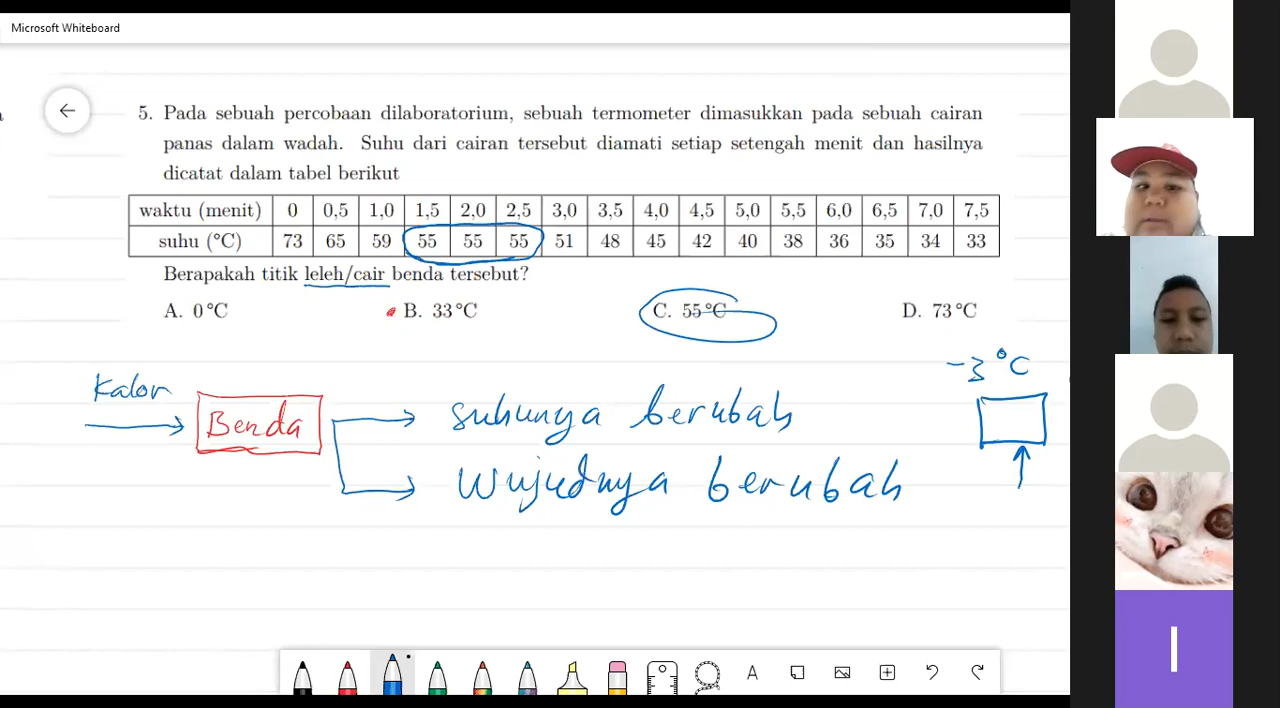 Microsoft Whiteboard
5. Pada sebuah percobaan dilaboratorium, sebuah termometer dimasukkan pada sebuah cairan
panas dalam wadah. Suhu dari cairan tersebut diamati setiap setengah menit dan hasilnya
dicatat dalam tabel berikut
waktu (menit) 0 0,5 1,0 1,5 2,0 2,5 3,0 3,5 4,0 4,5 5,0 5,5 6,0 6,5 7,0 7,5
suhu (°C) 73 65 59 55 55 55 51 48 45 42 40 38 36 35 34 33
Berapakah titik leleh/cair benda tersebut?
A. 0°C B. 33°C C. 55°C D. 73°C
-3°C
Kalor
Benda
suhunya berubah
Wujudnya berubah
A
I